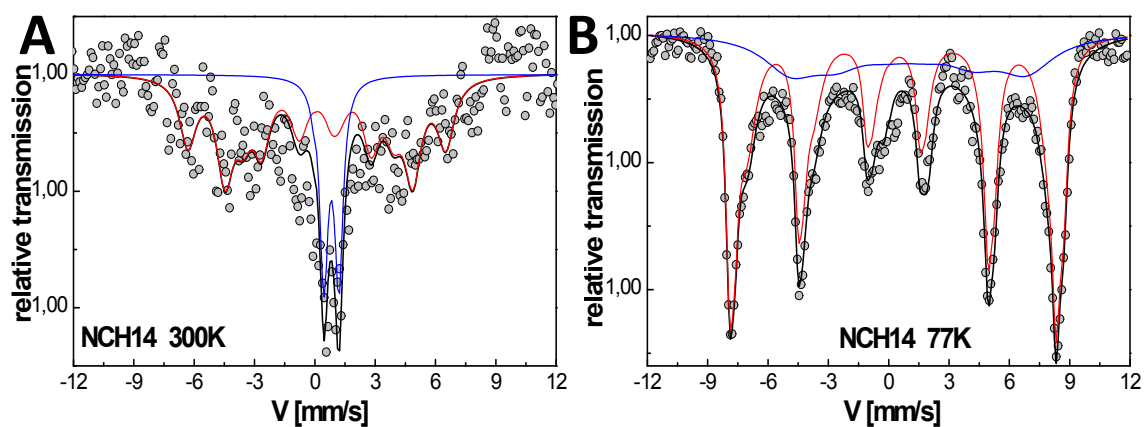 A
relative transmission
1,00
1,00
1,00
NCH14 300K
-12 -9 -6 -3 0 3 6 9 12
V [mm/s]
B
relative transmission
1,00
1,00
1,00
NCH14 77K
-12 -9 -6 -3 0 3 6 9 12
V [mm/s]